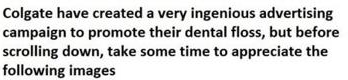 Colgate have created a very ingenious advertising
campaign to promote their dental floss, but before
scrolling down, take some time to appreciate the
following images